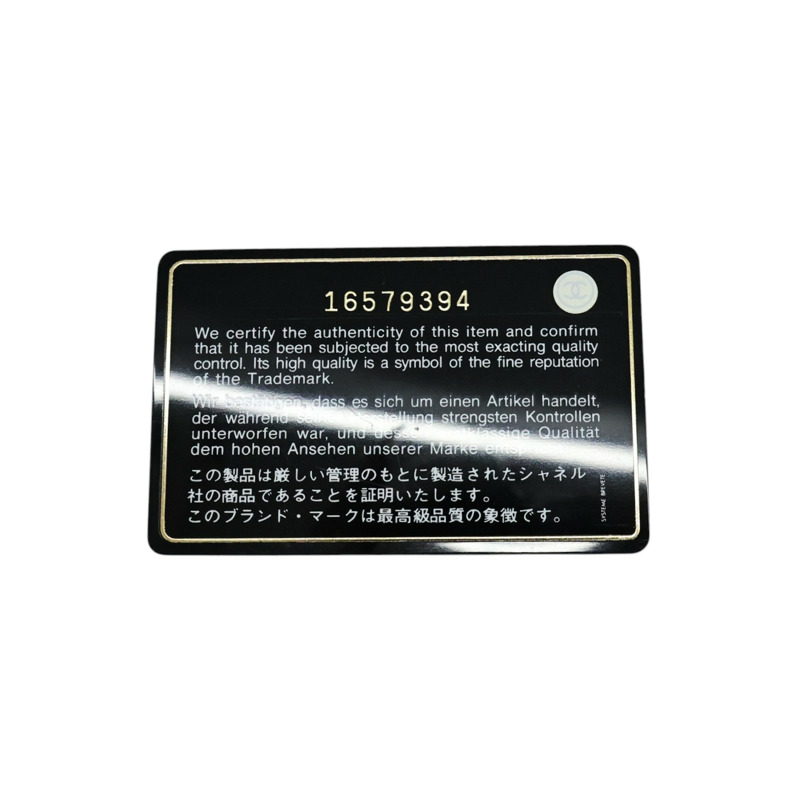 16579394
We certify the authenticity of this item and confirm
that it has been subjected to the most exacting quality
control. Its high quality is a symbol of the fine reputation
of the Trademark.
Wir dass es sich um einen Artikel handelt,
der während strengsten Kontrollen
unterworfen war, und Qualität
dem hohen Ansehen unserer Marke
この製品は厳しい管理のもとに製造されたシャネル
社の商品であることを証明いたします。
このブランド・マークは最高級品質の象徴です。
SYSTEME BREVETE